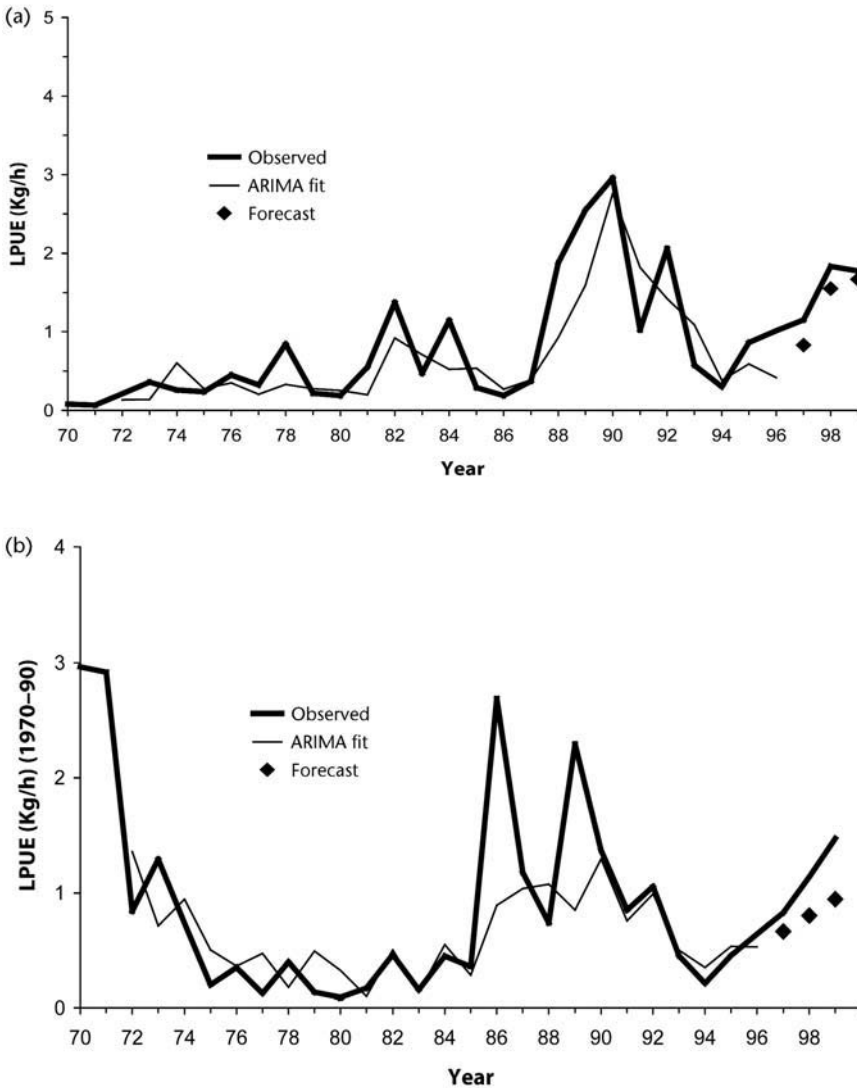 (a)
5
4
3
2
1
0
LPUE (Kg/h)
Observed
ARIMA fit
Forecast
70 72 74 76 78 80 82 84 86 88 90 92 94 96 98
Year
(b)
4
3
2
1
0
LPUE (Kg/h) (1970–90)
Observed
ARIMA fit
Forecast
70 72 74 76 78 80 82 84 86 88 90 92 94 96 98
Year